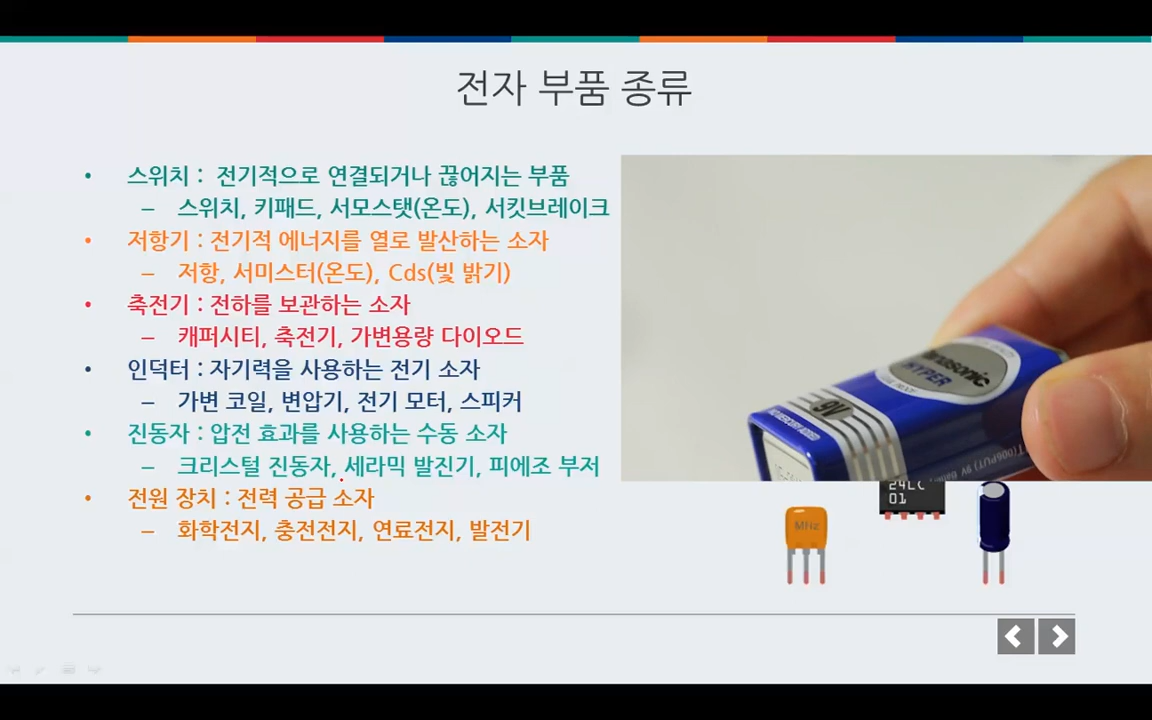 전자 부품 종류
• 스위치 : 전기적으로 연결되거나 끊어지는 부품
– 스위치, 키패드, 서모스탯(온도), 서킷브레이크
• 저항기 : 전기적 에너지를 열로 발산하는 소자
– 저항, 서미스터(온도), Cds(빛 밝기)
• 축전기 : 전하를 보관하는 소자
– 캐퍼시티, 축전기, 가변용량 다이오드
• 인덕터 : 자기력을 사용하는 전기 소자
– 가변 코일, 변압기, 전기 모터, 스피커
• 진동자 : 압전 효과를 사용하는 수동 소자
– 크리스털 진동자, 세라믹 발진기, 피에조 부저
• 전원 장치 : 전력 공급 소자
– 화학전지, 충전전지, 연료전지, 발전기
Panasonic
HYPER
9V
24LC
01
MHz